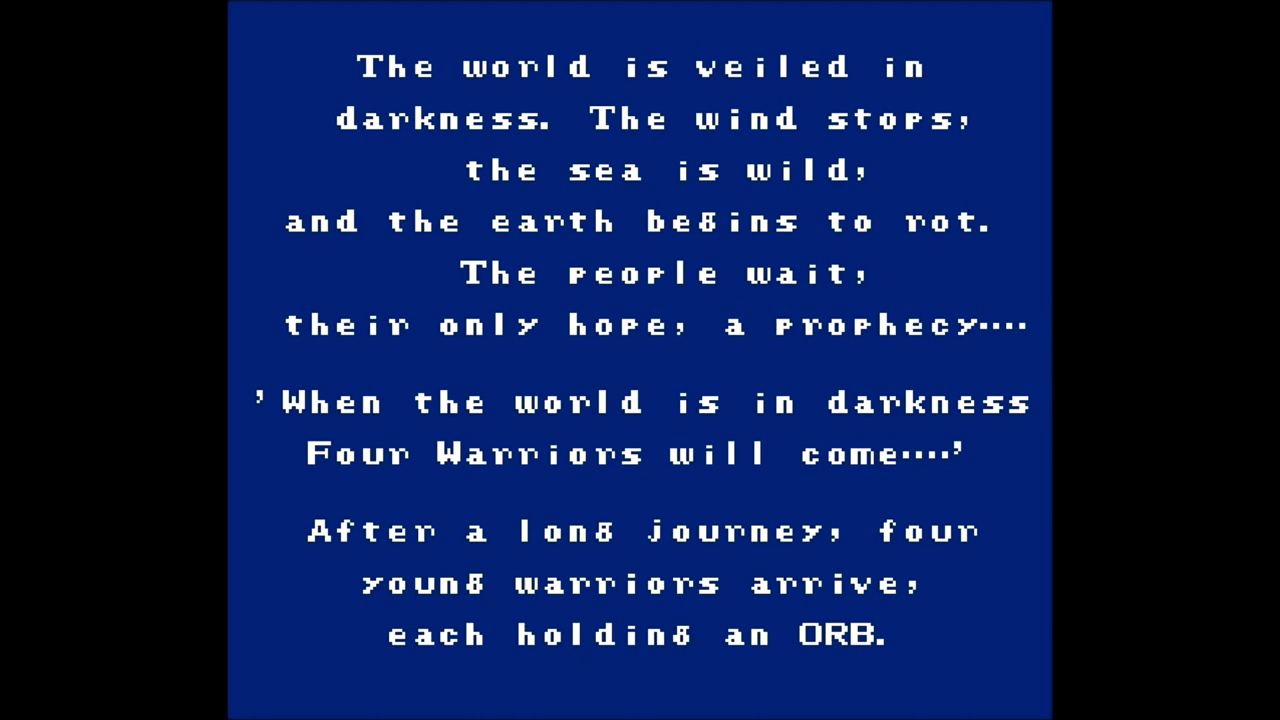 The world is veiled in
darkness. The wind stops,
the sea is wild,
and the earth begins to rot.
The people wait,
their only hope, a prophecy....
'When the world is in darkness
Four Warriors will come....'
After a long journey, four
young warriors arrive,
each holding an ORB.